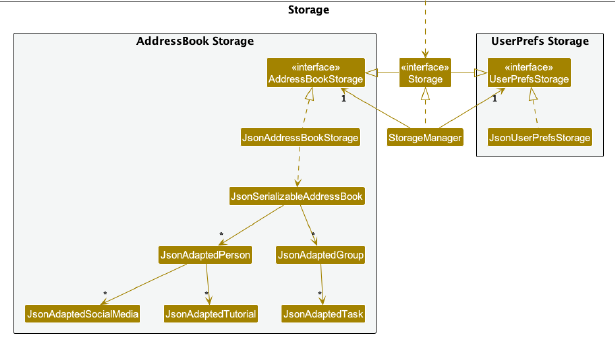 Storage
AddressBook Storage
UserPrefs Storage
«interface»
AddressBookStorage
«interface»
Storage
«interface»
UserPrefsStorage
1
1
JsonAddressBookStorage
StorageManager
JsonUserPrefsStorage
JsonSerializableAddressBook
*
*
JsonAdaptedPerson
JsonAdaptedGroup
*
*
*
JsonAdaptedSocialMedia
JsonAdaptedTutorial
JsonAdaptedTask